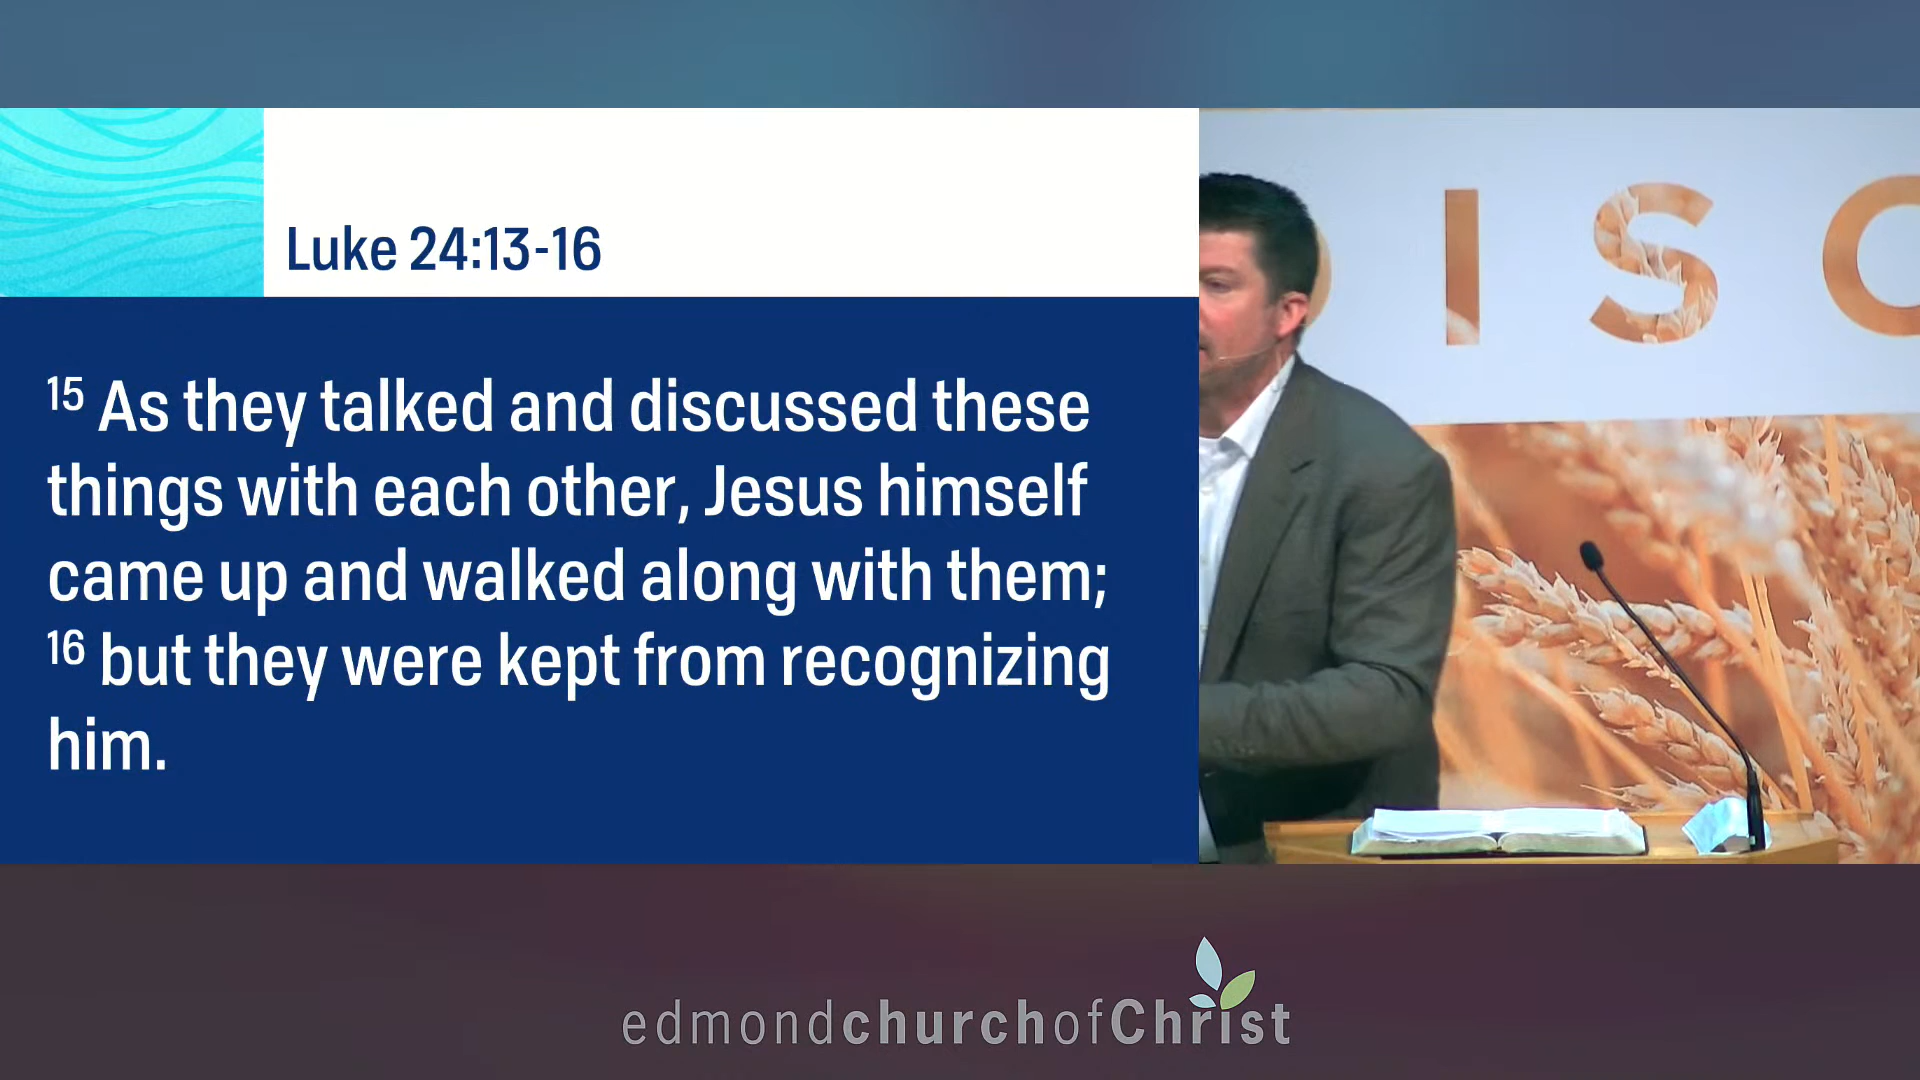 Luke 24:13-16
15 As they talked and discussed these
things with each other, Jesus himself
came up and walked along with them;
16 but they were kept from recognizing
him.
DISC
edmondchurchofChrist